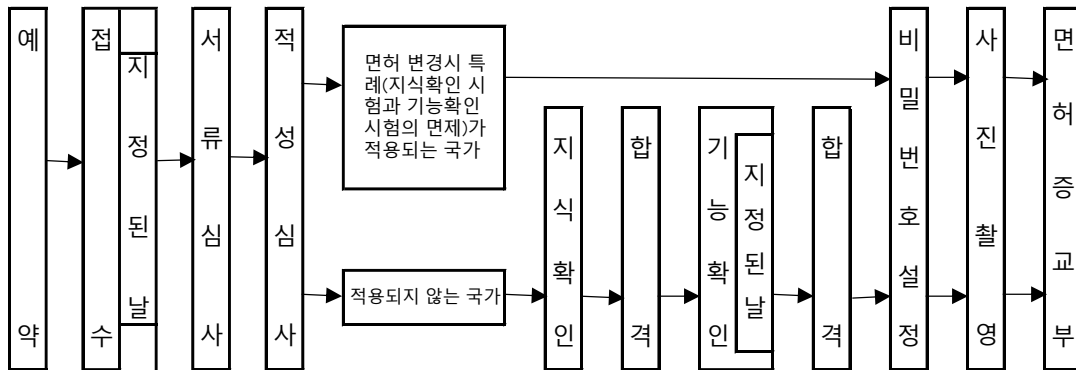 예약
접수
지정된 날
서류심사
적성심사
면허 변경시 특
례(지식확인 시
험과 기능확인
시험의 면제)가
적용되는 국가
적용되지 않는 국가
지식확인
합격
기능확인
지정된날
합격
비밀번호설정
사진촬영
면허증교부